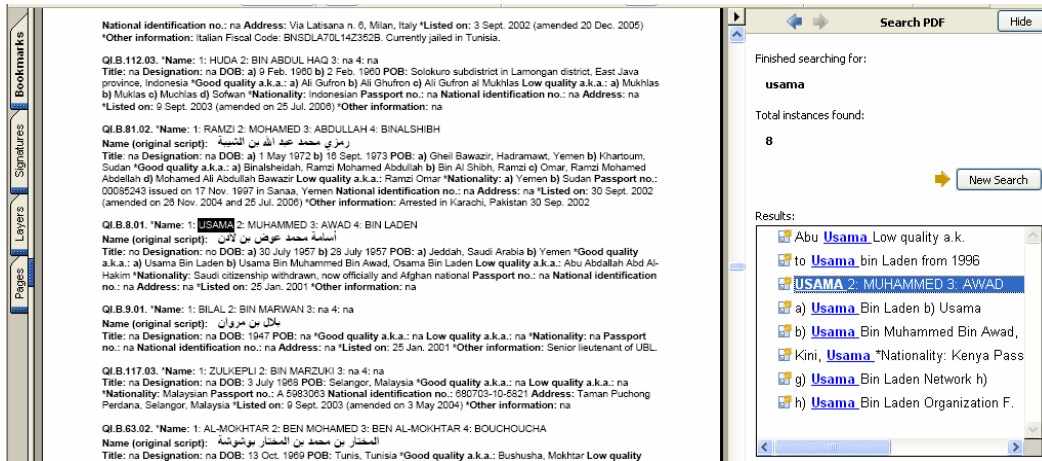 National identification no.: na Address: Via Latisana n. 6, Milan, Italy *Listed on: 3 Sept. 2002 (amended 20 Dec. 2005)
*Other information: Italian Fiscal Code: BNSDLA70L14Z352B. Currently jailed in Tunisia.
QI.B.112.03. *Name: 1: HUDA 2: BIN ABDUL HAQ 3: na 4: na
Title: na Designation: na DOB: a) 9 Feb. 1960 b) 2 Feb. 1960 POB: Solokuro subdistrict in Lamongan district, East Java
province, Indonesia *Good quality a.k.a.: a) Ali Gufron b) Ali Ghufron c) Ali Gufron al Mukhlas Low quality a.k.a.: a) Mukhlas
b) Muklas c) Muchlas d) Sofwan *Nationality: Indonesian Passport no.: na National identification no.: na Address: na
*Listed on: 9 Sept. 2003 (amended on 25 Jul. 2006) *Other information: na
QI.B.81.02. *Name: 1: RAMZI 2: MOHAMED 3: ABDULLAH 4: BINALSHIBH
Name (original script): رمزي محمد عبد الله بن الشيبة
Title: na Designation: na DOB: a) 1 May 1972 b) 16 Sept. 1973 POB: a) Gheil Bawazir, Hadramawt, Yemen b) Khartoum,
Sudan *Good quality a.k.a.: a) Binalsheidah, Ramzi Mohamed Abdullah b) Bin Al Shibh, Ramzi c) Omar, Ramzi Mohamed
Abdellah d) Mohamed Ali Abdullah Bawazir Low quality a.k.a.: Ramzi Omar *Nationality: a) Yemen b) Sudan Passport no.:
00085243 issued on 17 Nov. 1997 in Sanaa, Yemen National identification no.: na Address: na *Listed on: 30 Sept. 2002
(amended on 26 Nov. 2004 and 25 Jul. 2006) *Other information: Arrested in Karachi, Pakistan 30 Sep. 2002
QI.B.8.01. *Name: 1: USAMA 2: MUHAMMED 3: AWAD 4: BIN LADEN
Name (original script): أسامة محمد عوض بن لادن
Title: no Designation: no DOB: a) 30 July 1957 b) 28 July 1957 POB: a) Jeddah, Saudi Arabia b) Yemen *Good quality
a.k.a.: a) Usama Bin Laden b) Usama Bin Muhammed Bin Awad, Osama Bin Laden Low quality a.k.a.: Abu Abdallah Abd Al-
Hakim *Nationality: Saudi citizenship withdrawn, now officially and Afghan national Passport no.: na National identification
no.: na Address: na *Listed on: 25 Jan. 2001 *Other information: na
QI.B.9.01. *Name: 1: BILAL 2: BIN MARWAN 3: na 4: na
Name (original script): بلال بن مروان
Title: na Designation: na DOB: 1947 POB: na *Good quality a.k.a.: na Low quality a.k.a.: na *Nationality: na Passport
no.: na National identification no.: na Address: na *Listed on: 25 Jan. 2001 *Other information: Senior lieutenant of UBL.
QI.B.117.03. *Name: 1: ZULKEPLI 2: BIN MARZUKI 3: na 4: na
Title: na Designation: na DOB: 3 July 1968 POB: Selangor, Malaysia *Good quality a.k.a.: na Low quality a.k.a.: na
*Nationality: Malaysian Passport no.: A 5983063 National identification no.: 680703-10-5821 Address: Taman Puchong
Perdana, Selangor, Malaysia *Listed on: 9 Sept. 2003 (amended on 3 May 2004) *Other information: na
QI.B.63.02. *Name: 1: AL-MOKHTAR 2: BEN MOHAMED 3: BEN AL-MOKHTAR 4: BOUCHOUCHA
Name (original script): المختار بن محمد بن المختار بوشوشة
Title: na Designation: na DOB: 13 Oct. 1969 POB: Tunis, Tunisia *Good quality a.k.a.: Bushusha, Mokhtar Low quality
Bookmarks
Signatures
Layers
Pages
Search PDF
Hide
Finished searching for:
usama
Total instances found:
8
New Search
Results:
Abu Usama Low quality a.k.
to Usama bin Laden from 1996
USAMA 2: MUHAMMED 3: AWAD
a) Usama Bin Laden b) Usama
b) Usama Bin Muhammed Bin Awad,
Kini, Usama *Nationality: Kenya Pass
g) Usama Bin Laden Network h)
h) Usama Bin Laden Organization F.